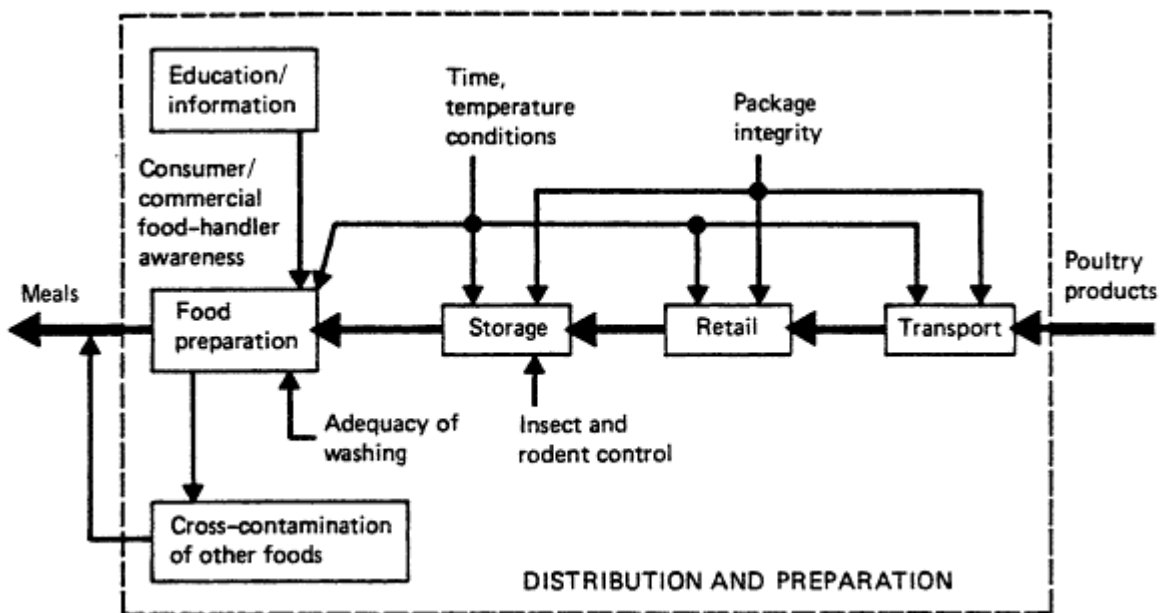 Education/
information
Time,
temperature
conditions
Package
integrity
Consumer/
commercial
food-handler
awareness
Meals
Poultry
products
Food
preparation
Storage
Retail
Transport
Adequacy of
washing
Insect and
rodent control
Cross-contamination
of other foods
DISTRIBUTION AND PREPARATION